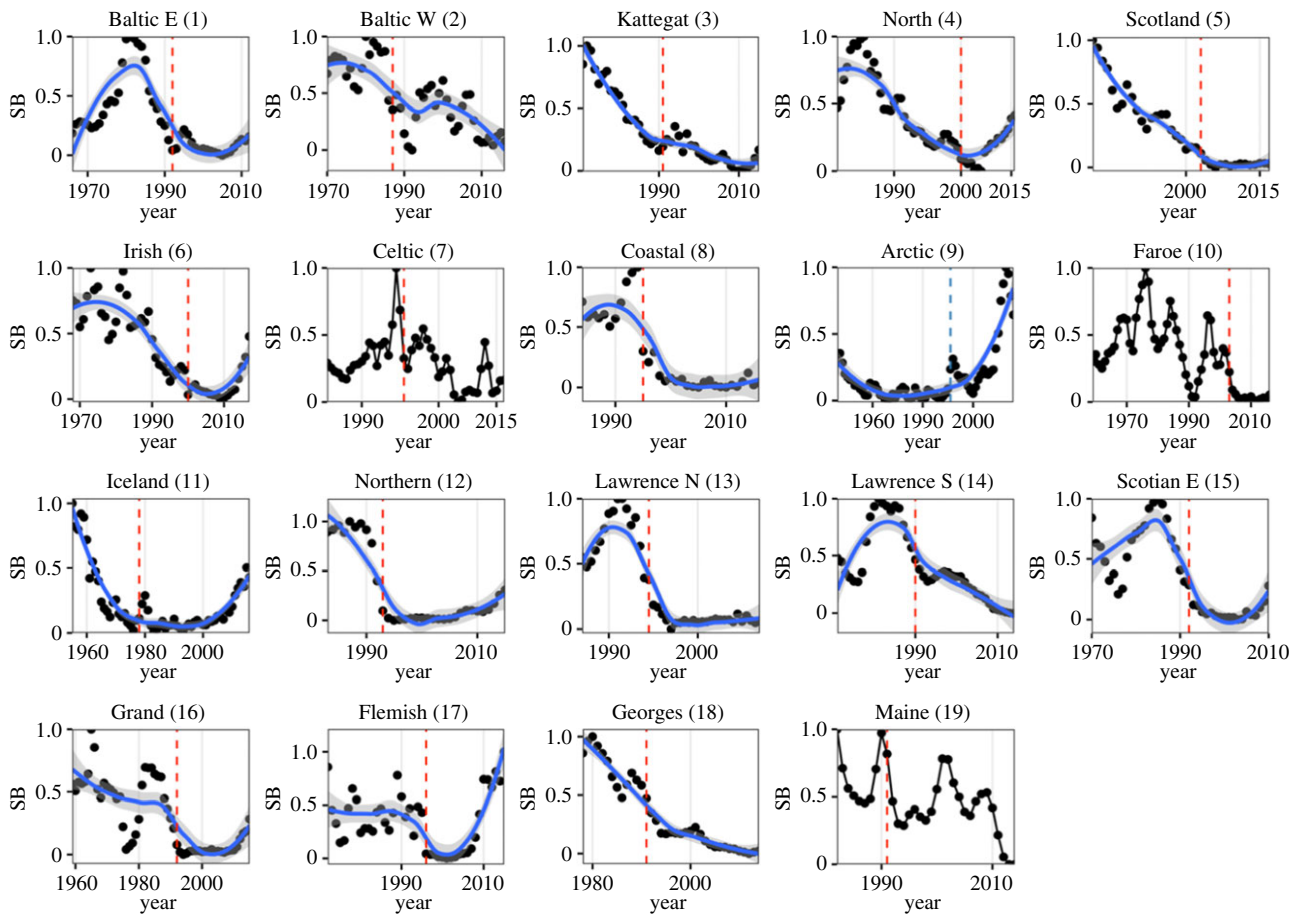 Baltic E (1) Baltic W (2) Kattegat (3) North (4) Scotland (5)
1.0 1.0 1.0 1.0 1.0
SB SB SB SB SB
0.5 0.5 0.5 0.5 0.5
0 0 0 0 0
1970 1990 2010 1970 1990 2010 1990 2010 1990 2000 2015 2000 2015
year year year year year
Irish (6) Celtic (7) Coastal (8) Arctic (9) Faroe (10)
1.0 1.0 1.0 1.0 1.0
SB SB SB SB SB
0.5 0.5 0.5 0.5 0.5
0 0 0 0 0
1970 1990 2010 1990 2000 2015 1990 2010 1960 1990 2000 1970 1990 2010
year year year year year
Iceland (11) Northern (12) Lawrence N (13) Lawrence S (14) Scotian E (15)
1.0 1.0 1.0 1.0 1.0
SB SB SB SB SB
0.5 0.5 0.5 0.5 0.5
0 0 0 0 0
1960 1980 2000 1990 2010 1990 2000 1990 2010 1970 1990 2010
year year year year year
Grand (16) Flemish (17) Georges (18) Maine (19)
1.0 1.0 1.0 1.0
SB SB SB SB
0.5 0.5 0.5 0.5
0 0 0 0
1960 1980 2000 1990 2010 1980 2000 1990 2010
year year year year